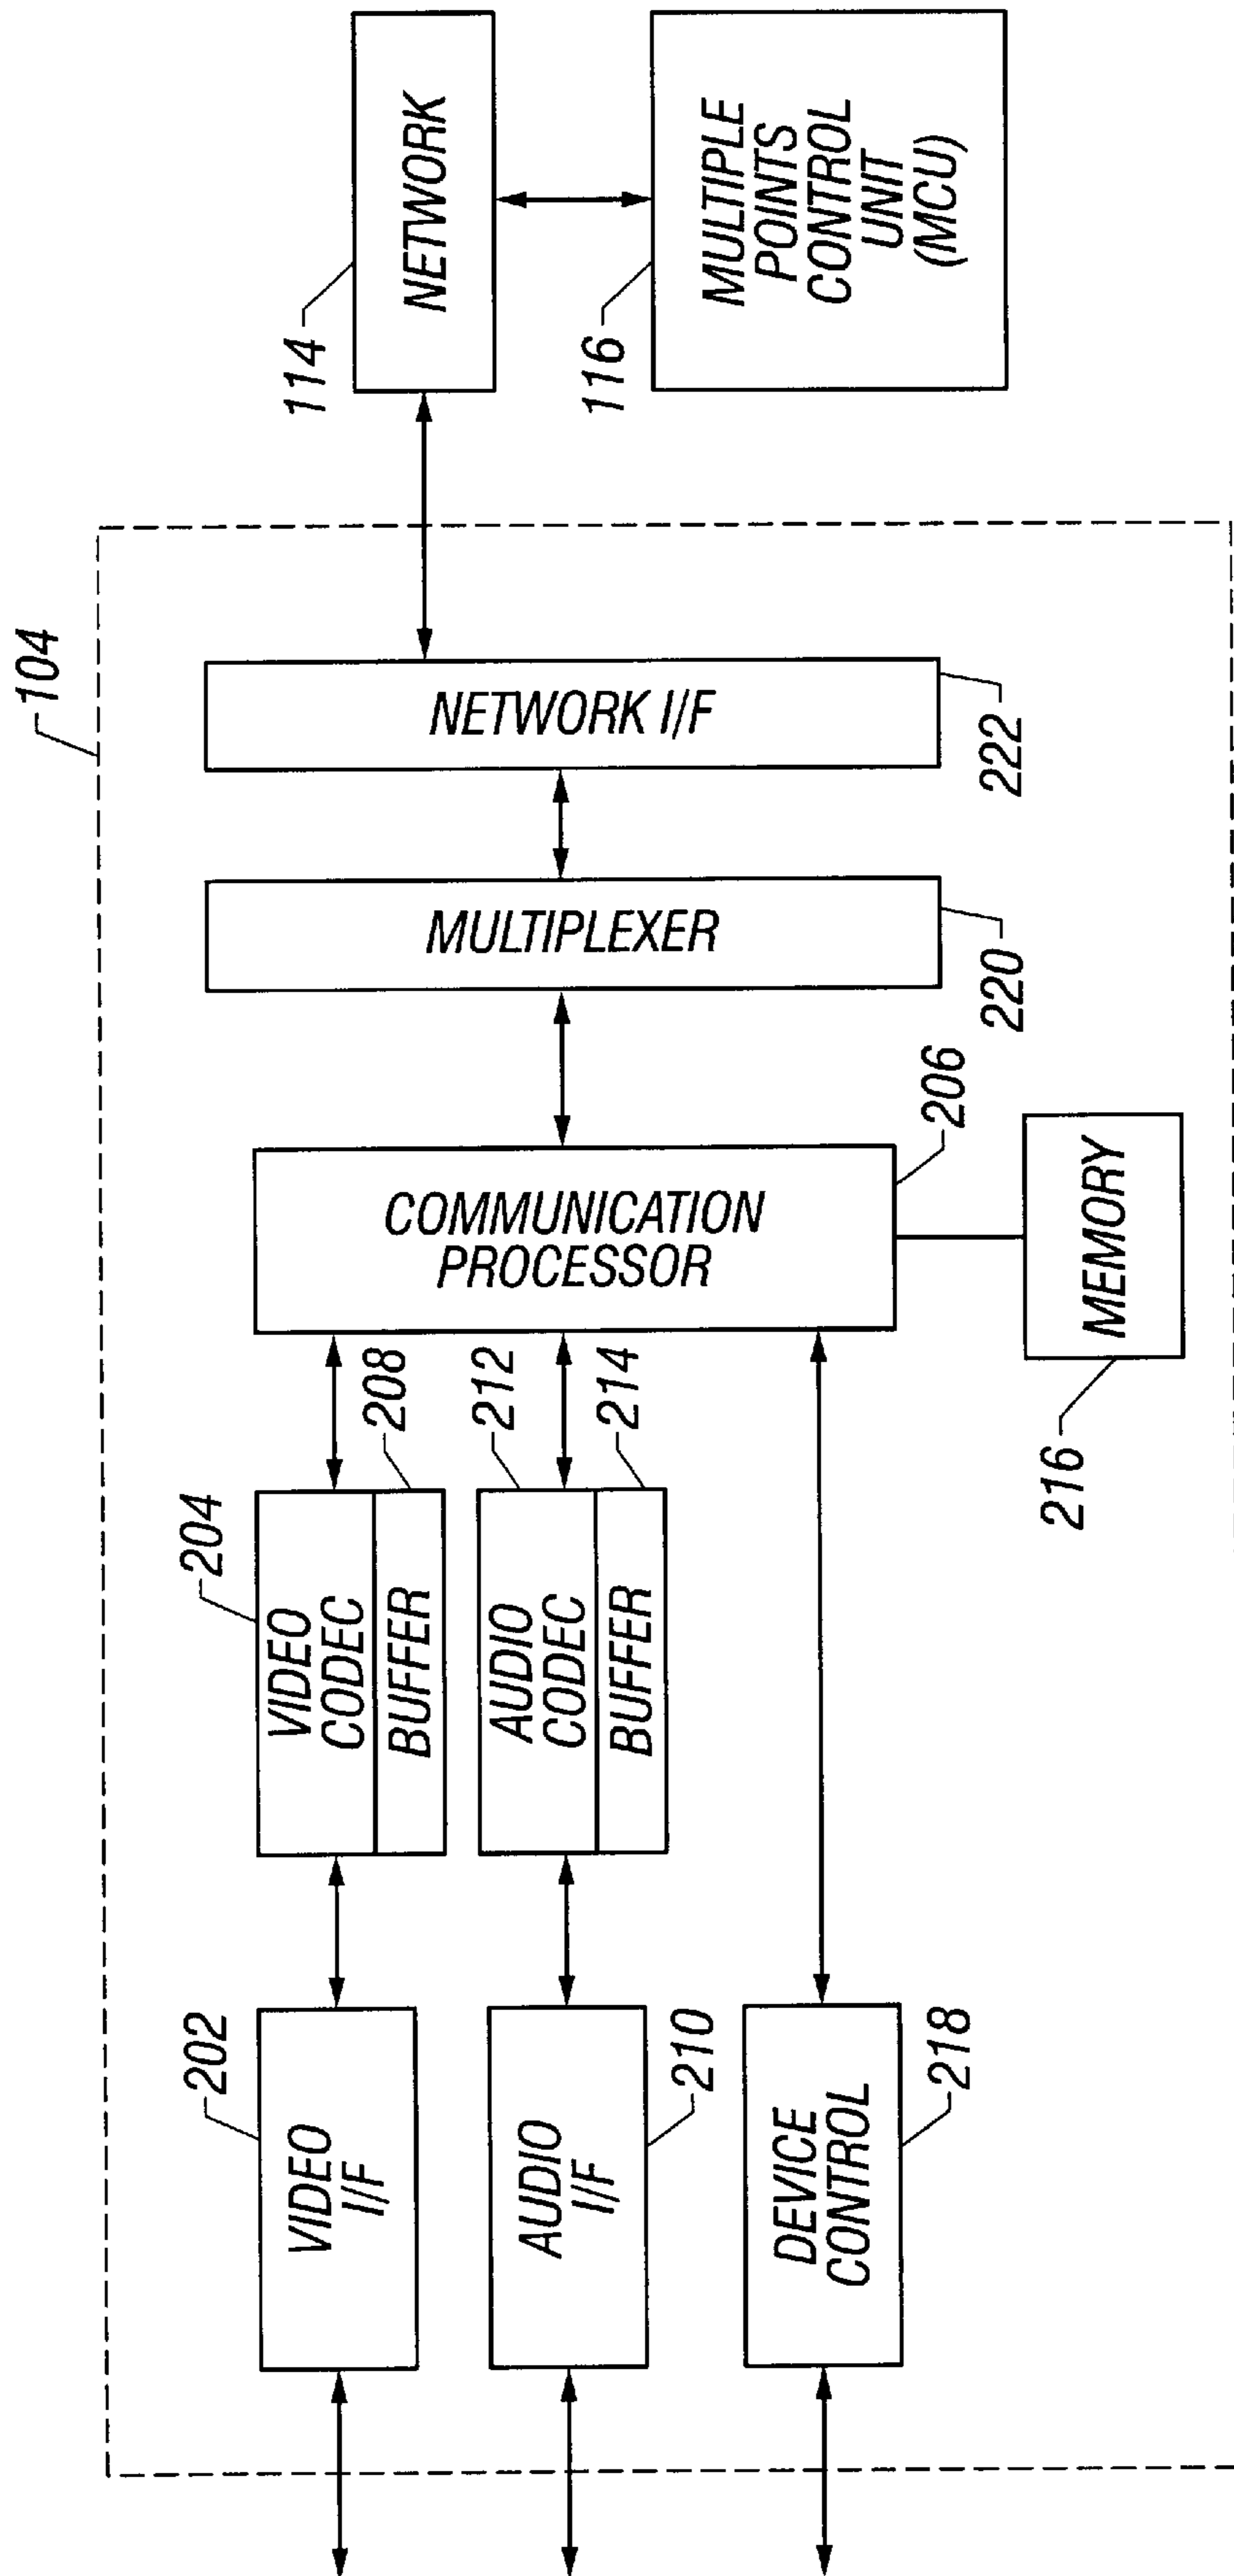 104
202
VIDEO
I/F
204
VIDEO
CODEC
BUFFER
208
AUDIO
I/F
210
212
AUDIO
CODEC
BUFFER
214
DEVICE
CONTROL
218
COMMUNICATION
PROCESSOR
206
MEMORY
216
MULTIPLEXER
220
NETWORK I/F
222
114
NETWORK
116
MULTIPLE
POINTS
CONTROL
UNIT
(MCU)